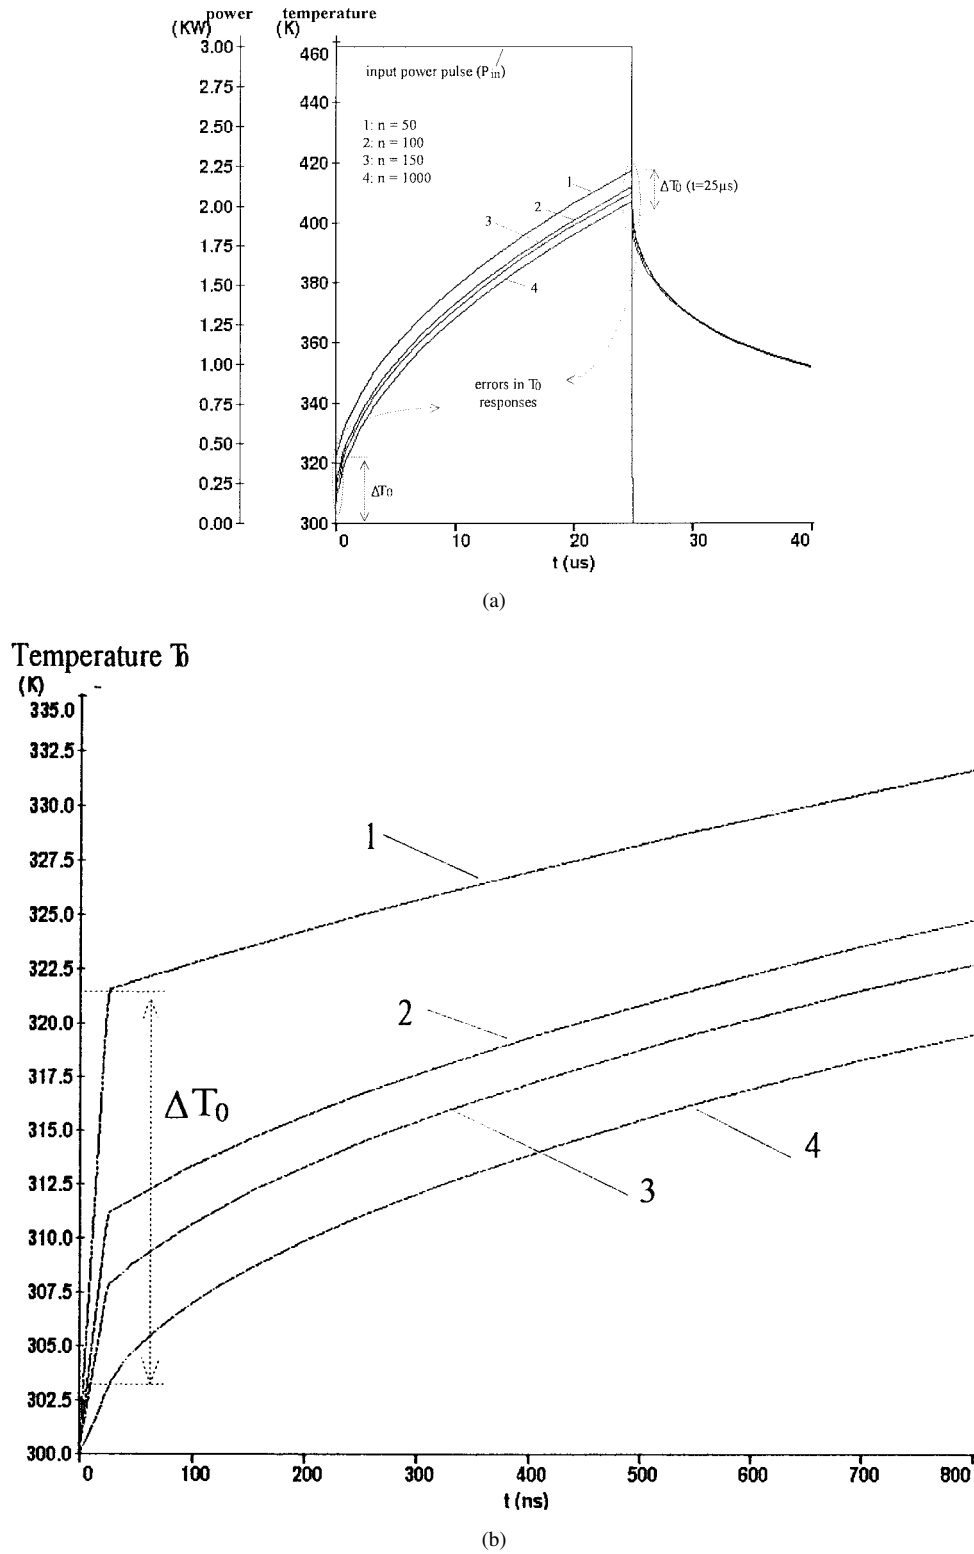 power temperature
(KW) (K)
3.00 460
input power pulse (Pin)
2.75
440
2.50
1: n = 50
2: n = 100
2.25 420
3: n = 150
4: n = 1000
1
ΔT0 (t=25μs)
2.00
2
400
3
1.75
380
1.50
4
1.25 360
1.00
errors in T0
responses
0.75 340
0.50
320
0.25
ΔT0
0.00 300
0 10 20 30 40
t (us)
(a)
Temperature T0
(K)
335.0
332.5
330.0
1
327.5
325.0
322.5
320.0
2
317.5
ΔT0
315.0
4
312.5
3
310.0
307.5
305.0
302.5
300.0
0 100 200 300 400 500 600 700 800
t (ns)
(b)